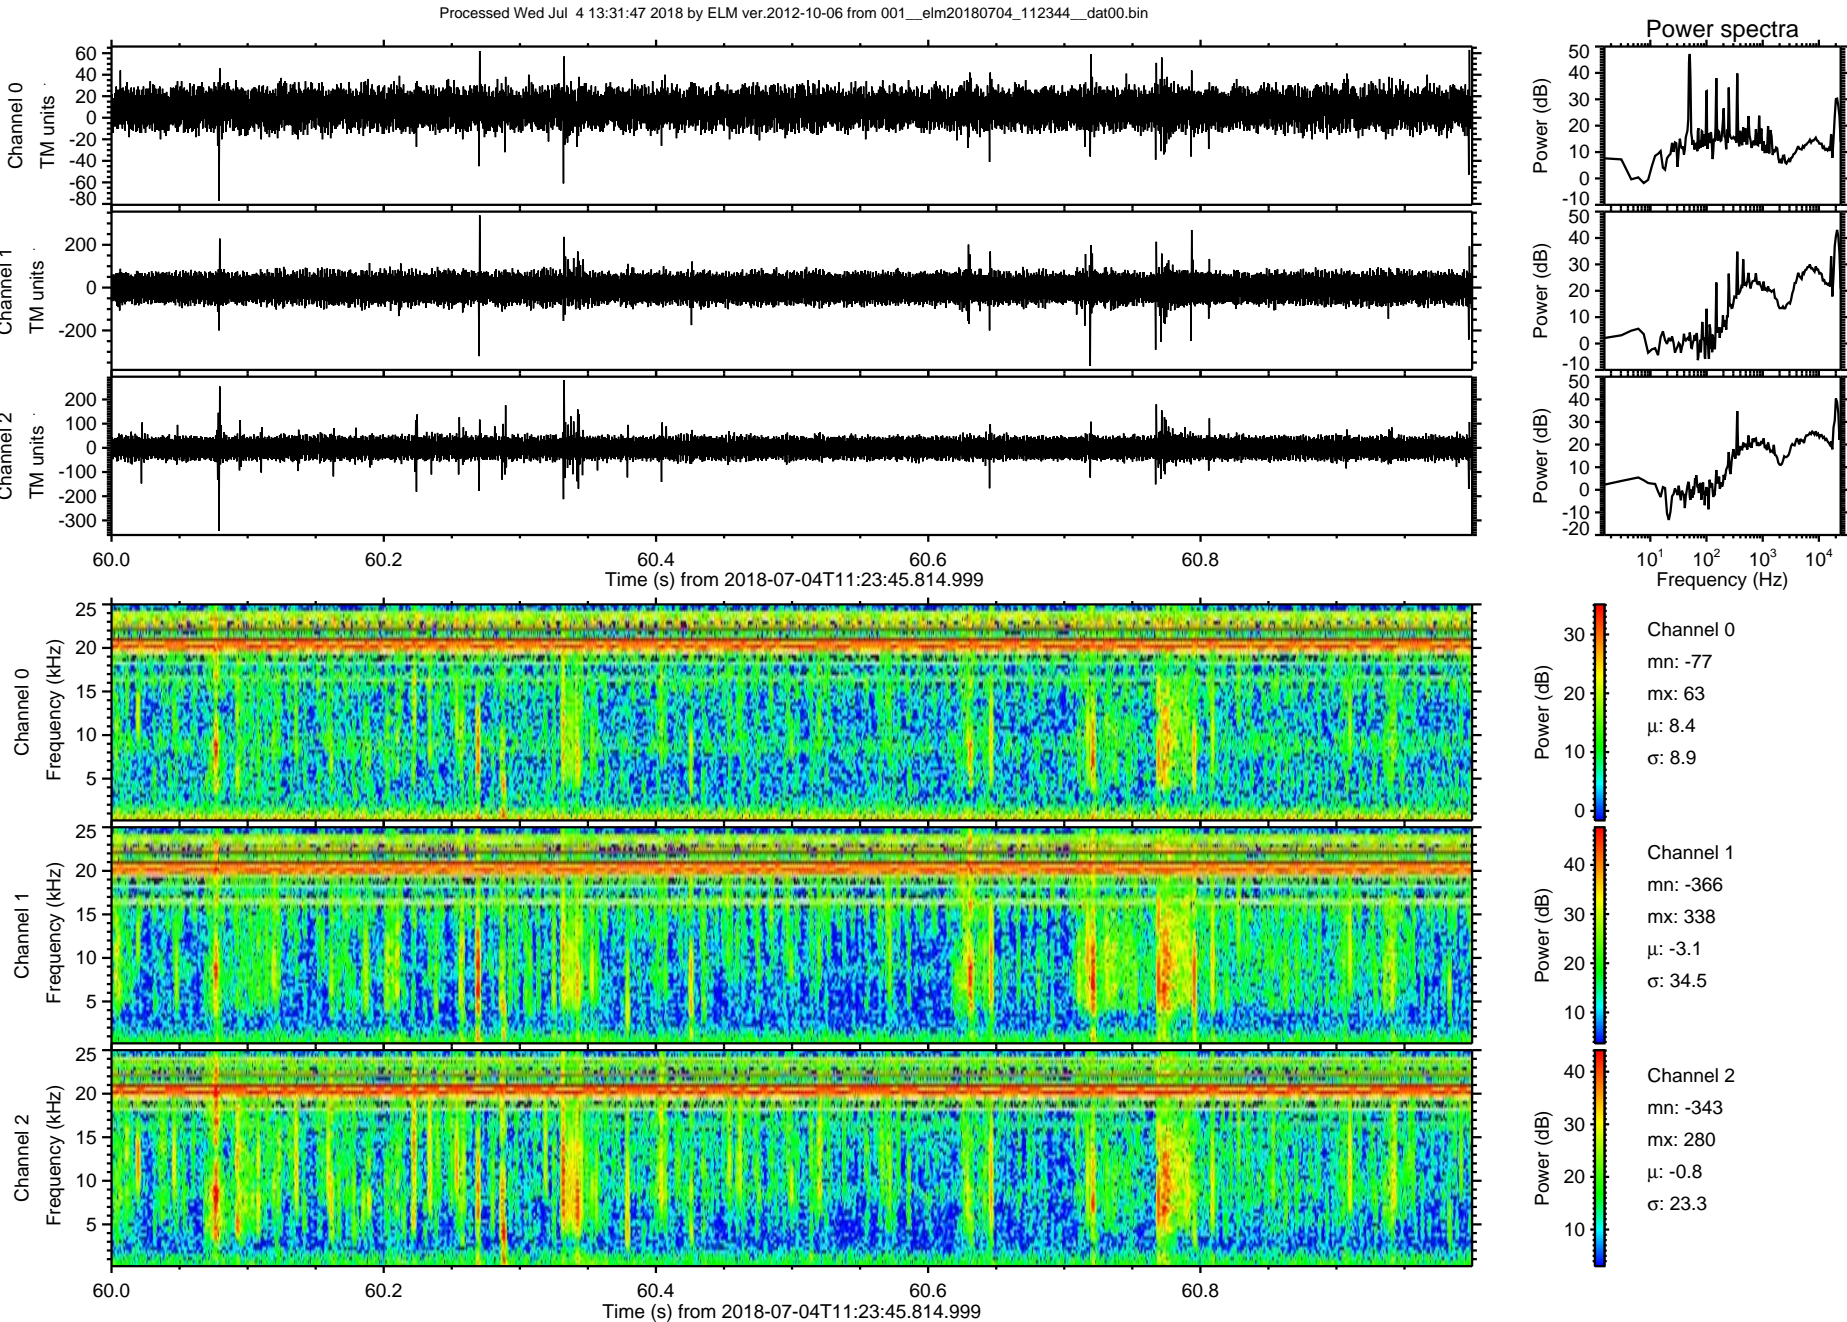 Processed Wed Jul 4 13:31:47 2018 by ELM ver.2012-10-06 from 001__elm20180704_112344__dat00.bin
Power spectra
Channel 0
TM units
60
40
20
0
-20
-40
-60
-80
Power (dB)
50
40
30
20
10
0
-10
Channel 1
TM units
200
0
-200
Power (dB)
50
40
30
20
10
0
-10
Channel 2
TM units
200
100
0
-100
-200
-300
Power (dB)
50
40
30
20
10
0
-10
-20
60.0 60.2 60.4 60.6 60.8
Time (s) from 2018-07-04T11:23:45.814.999
10¹ 10² 10³ 10⁴
Frequency (Hz)
Channel 0
Frequency (kHz)
25
20
15
10
5
Power (dB)
30
20
10
0
Channel 0
mn: -77
mx: 63
μ: 8.4
σ: 8.9
Channel 1
Frequency (kHz)
25
20
15
10
5
Power (dB)
40
30
20
10
Channel 1
mn: -366
mx: 338
μ: -3.1
σ: 34.5
Channel 2
Frequency (kHz)
25
20
15
10
5
Power (dB)
40
30
20
10
Channel 2
mn: -343
mx: 280
μ: -0.8
σ: 23.3
60.0 60.2 60.4 60.6 60.8
Time (s) from 2018-07-04T11:23:45.814.999